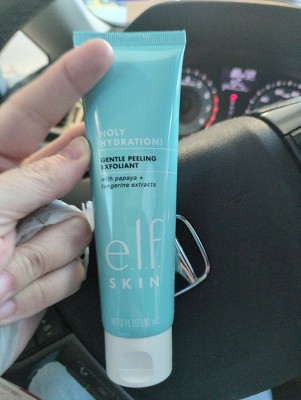 HOLY
HYDRATION!
GENTLE PEELING
EXFOLIANT
with papaya +
tangerine extracts
e.l.f.
SKIN